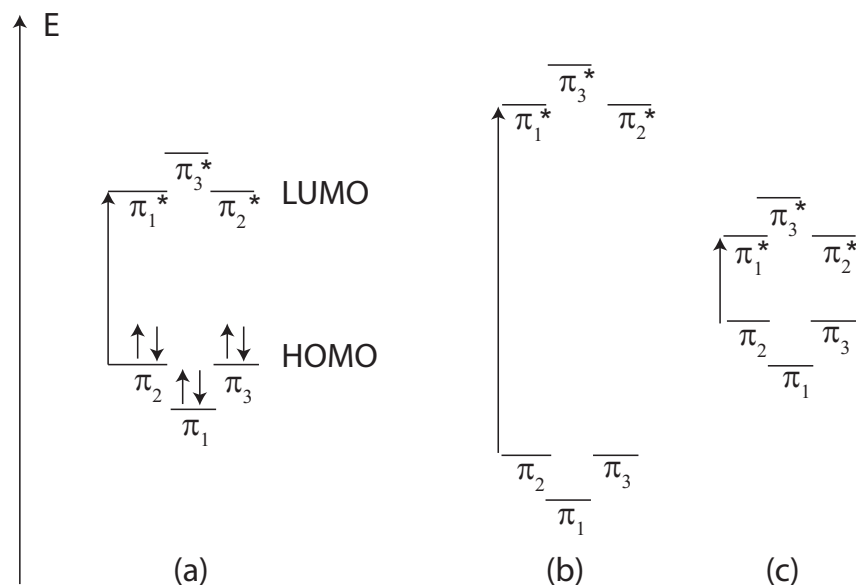 E
π₃*
π₁* π₂* LUMO
π₂ π₃ HOMO
π₁
(a)
π₃*
π₁* π₂*
π₂ π₃
π₁
(b)
π₃*
π₁* π₂*
π₂ π₃
π₁
(c)